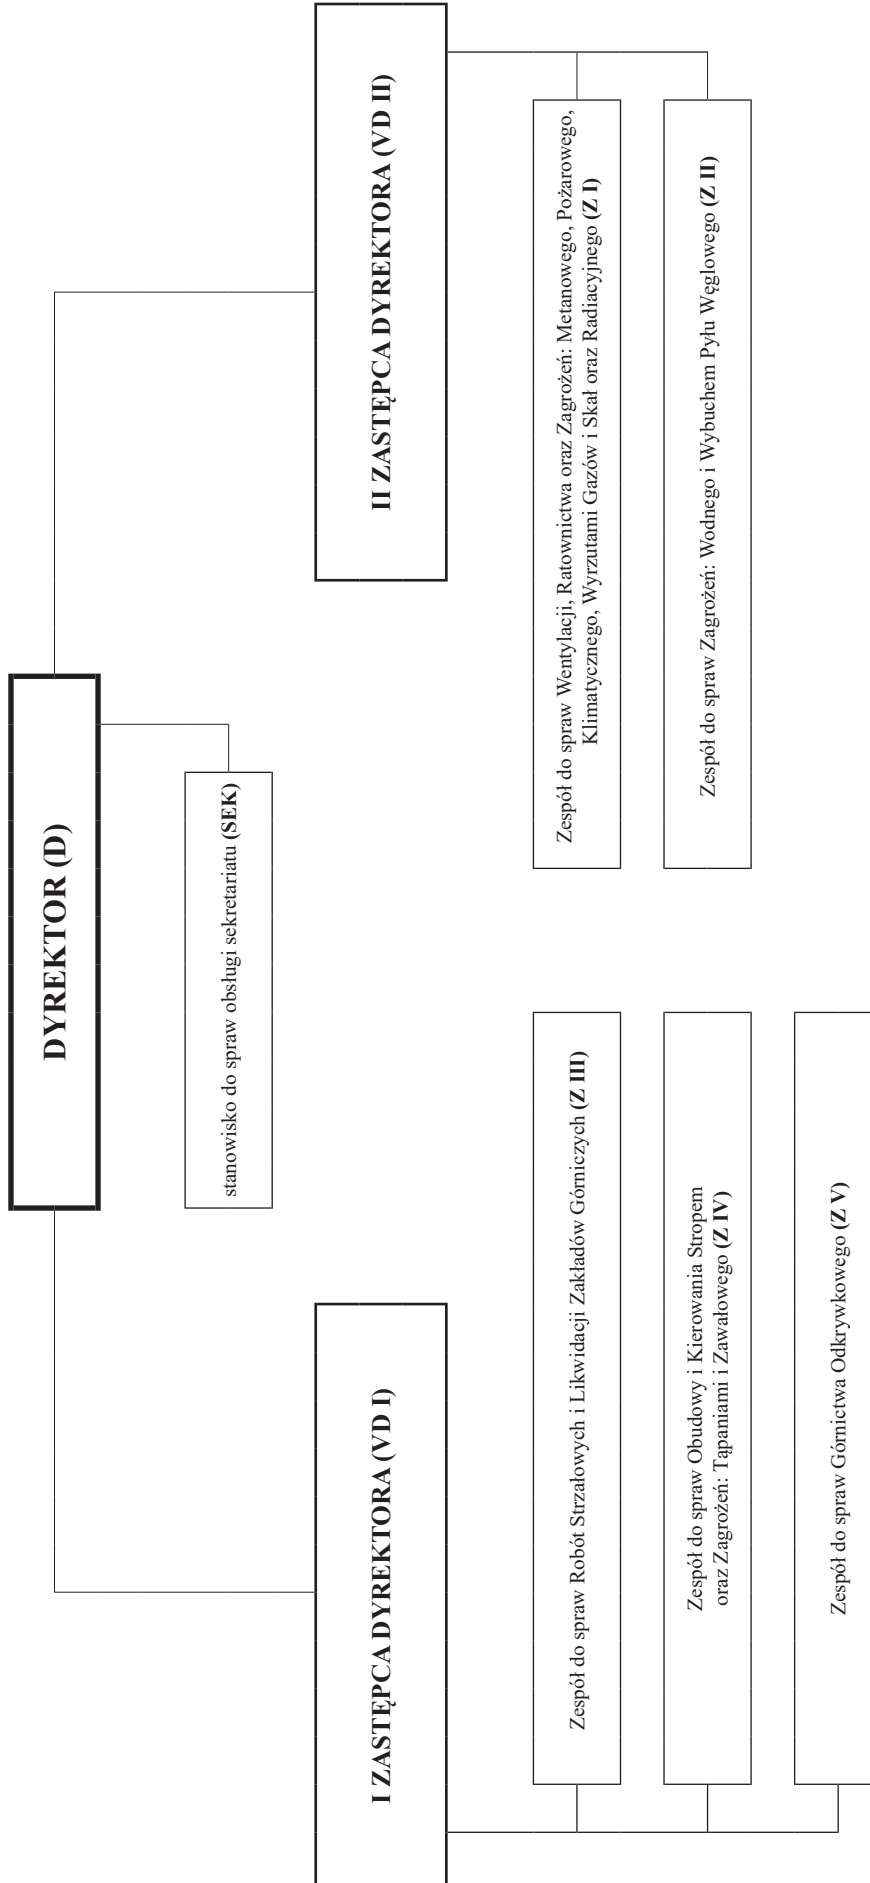 DYREKTOR (D)
stanowisko do spraw obsługi sekretariatu (SEK)
I ZASTĘPCA DYREKTORA (VD I)
II ZASTĘPCA DYREKTORA (VD II)
Zespół do spraw Robót Strzałowych i Likwidacji Zakładów Górniczych (Z III)
Zespół do spraw Obudowy i Kierowania Stropem
oraz Zagrożeń: Tąpaniami i Zawałowego (Z IV)
Zespół do spraw Górnictwa Odkrywkowego (Z V)
Zespół do spraw Wentylacji, Ratownictwa oraz Zagrożeń: Metanowego, Pożarowego,
Klimatycznego, Wyrzutami Gazów i Skał oraz Radiacyjnego (Z I)
Zespół do spraw Zagrożeń: Wodnego i Wybuchem Pyłu Węglowego (Z II)